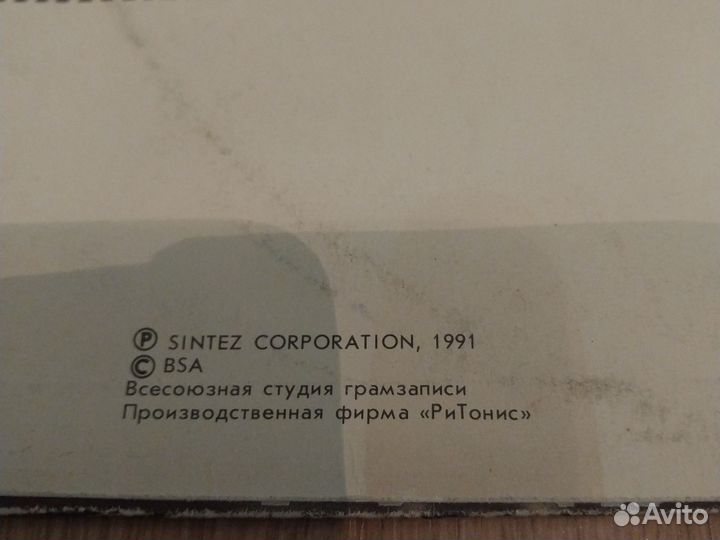 Ⓟ SINTEZ CORPORATION, 1991
© BSA
Всесоюзная студия грамзаписи
Производственная фирма «РиТонис»
Avito